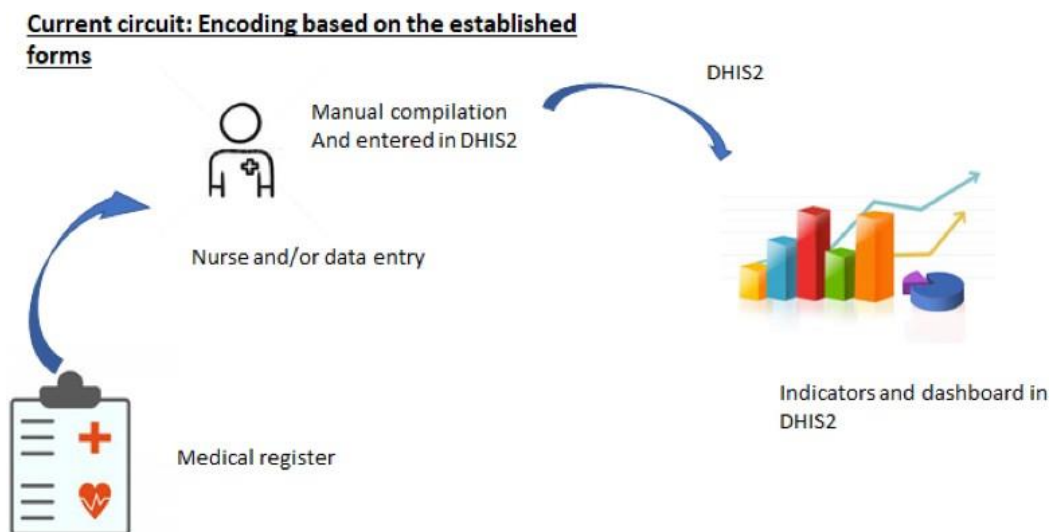 Current circuit: Encoding based on the established
forms
DHIS2
Manual compilation
And entered in DHIS2
Nurse and/or data entry
Indicators and dashboard in
DHIS2
Medical register